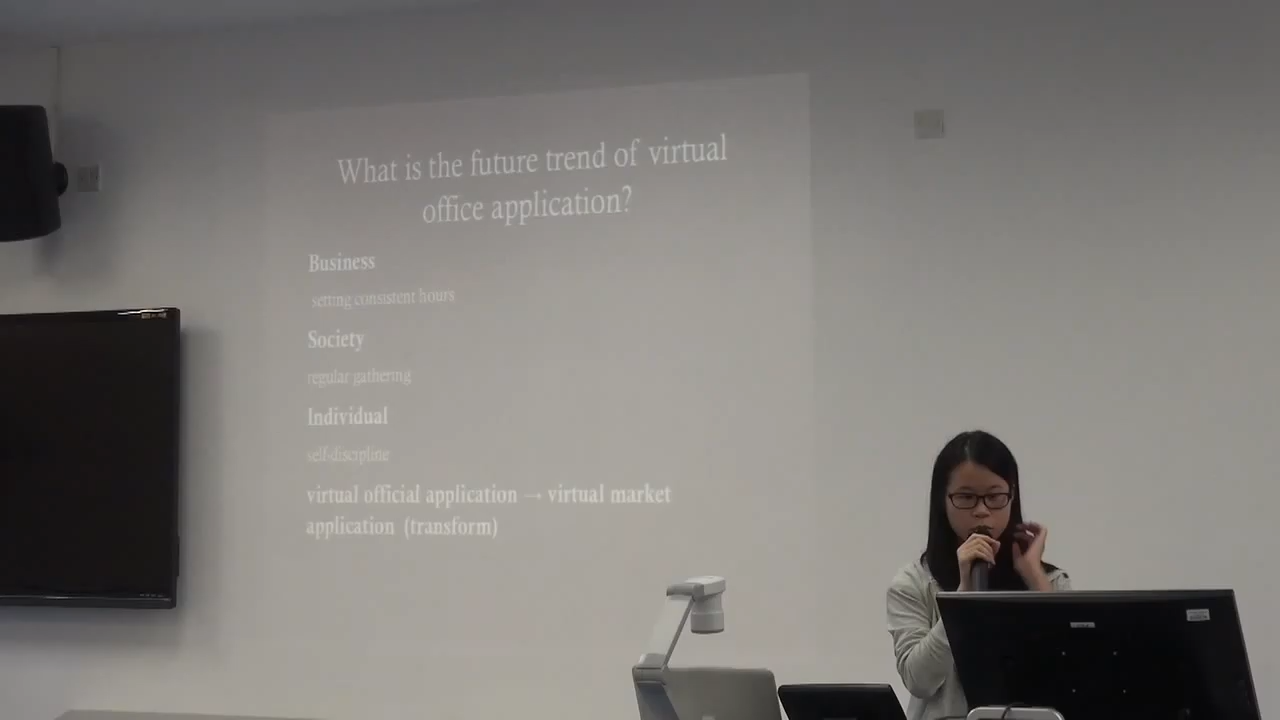 What is the future trend of virtual
office application?
Business
setting consistent hours
Society
regular gathering
Individual
self-discipline
virtual official application → virtual market
application (transform)